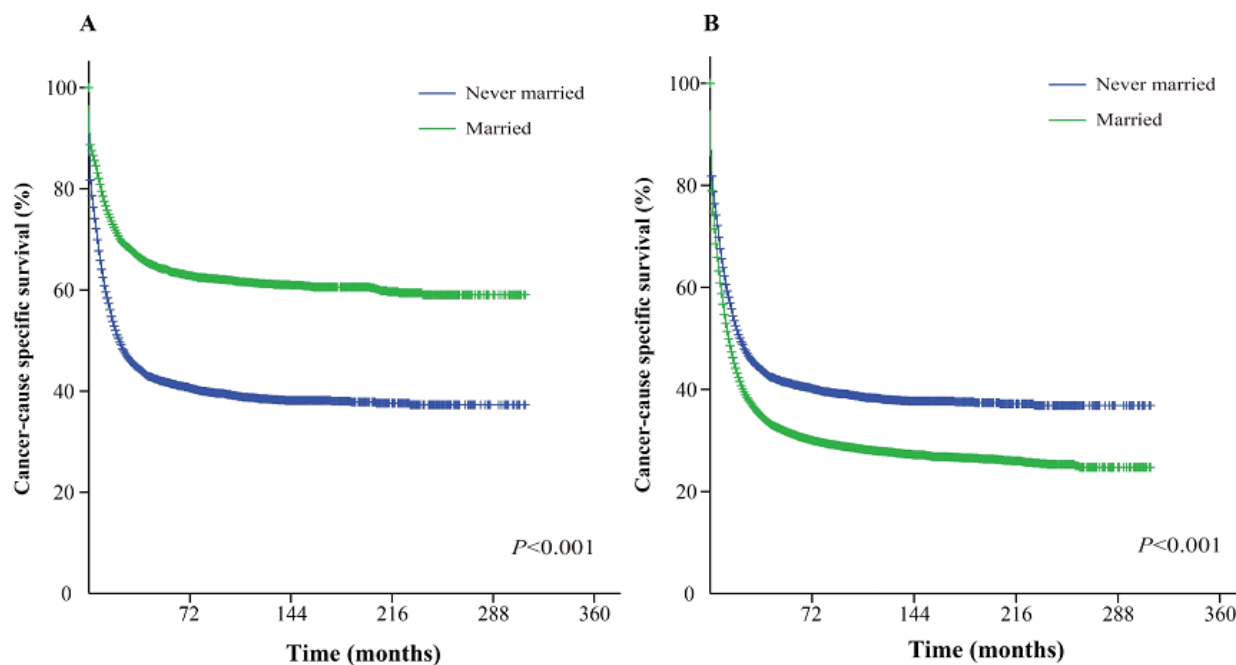 A
Never married
Married
100
80
60
40
20
0
Cancer-cause specific survival (%)
72 144 216 288 360
Time (months)
P<0.001
B
Never married
Married
100
80
60
40
20
0
Cancer-cause specific survival (%)
72 144 216 288 360
Time (months)
P<0.001